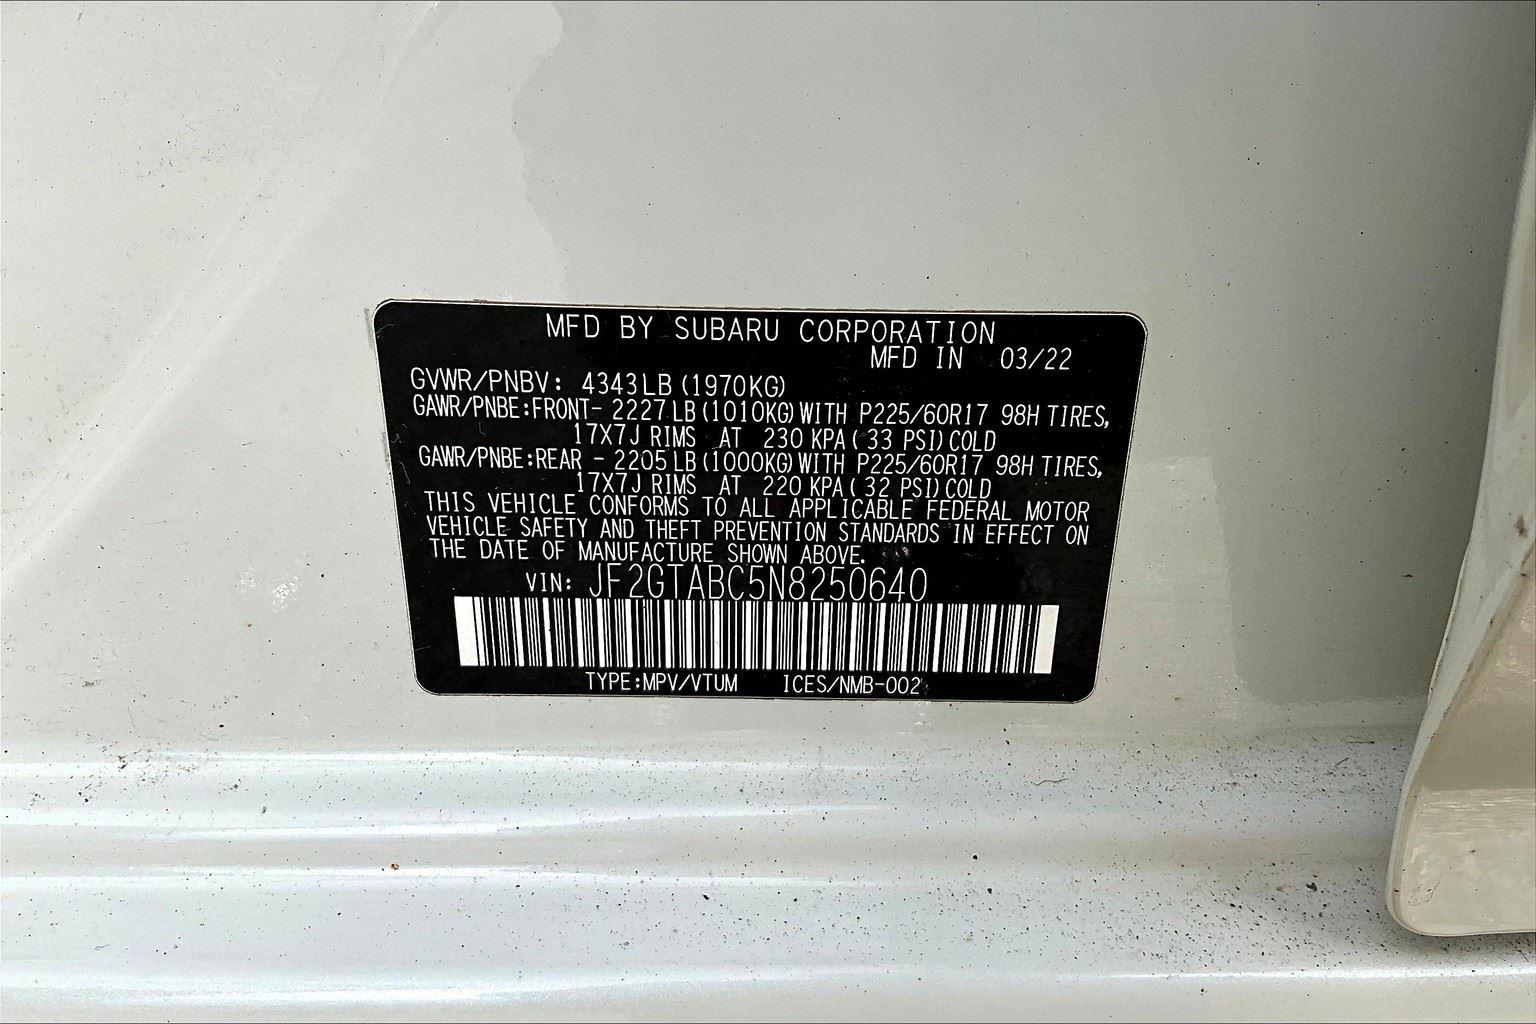 MFD BY SUBARU CORPORATION
MFD IN 03/22
GVWR/PNBV: 4343LB (1970KG)
GAWR/PNBE:FRONT- 2227 LB (1010KG) WITH P225/60R17 98H TIRES,
17X7J RIMS AT 230 KPA ( 33 PSI) COLD
GAWR/PNBE:REAR - 2205 LB (1000KG) WITH P225/60R17 98H TIRES,
17X7J RIMS AT 220 KPA ( 32 PSI) COLD
THIS VEHICLE CONFORMS TO ALL APPLICABLE FEDERAL MOTOR
VEHICLE SAFETY AND THEFT PREVENTION STANDARDS IN EFFECT ON
THE DATE OF MANUFACTURE SHOWN ABOVE.
VIN: JF2GTABC5N8250640
TYPE:MPV/VTUM ICES/NMB-002